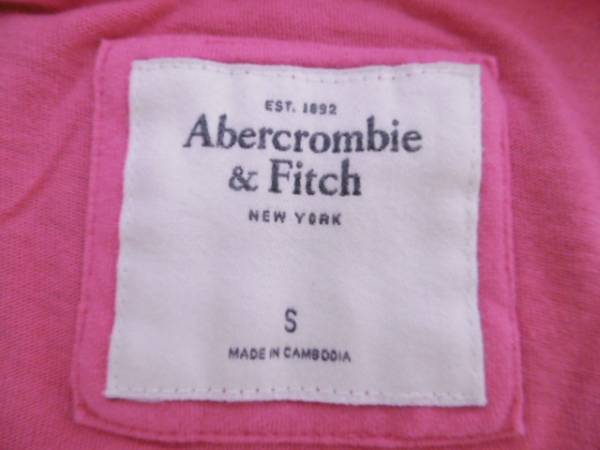 EST. 1892
Abercrombie
& Fitch
NEW YORK
S
MADE IN CAMBODIA